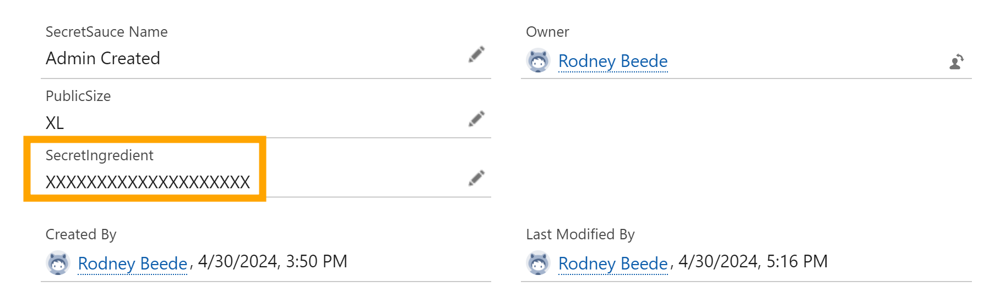 SecretSauce Name
Admin Created
Owner
Rodney Beede
PublicSize
XL
SecretIngredient
XXXXXXXXXXXXXXXXXXXX
Created By
Rodney Beede, 4/30/2024, 3:50 PM
Last Modified By
Rodney Beede, 4/30/2024, 5:16 PM